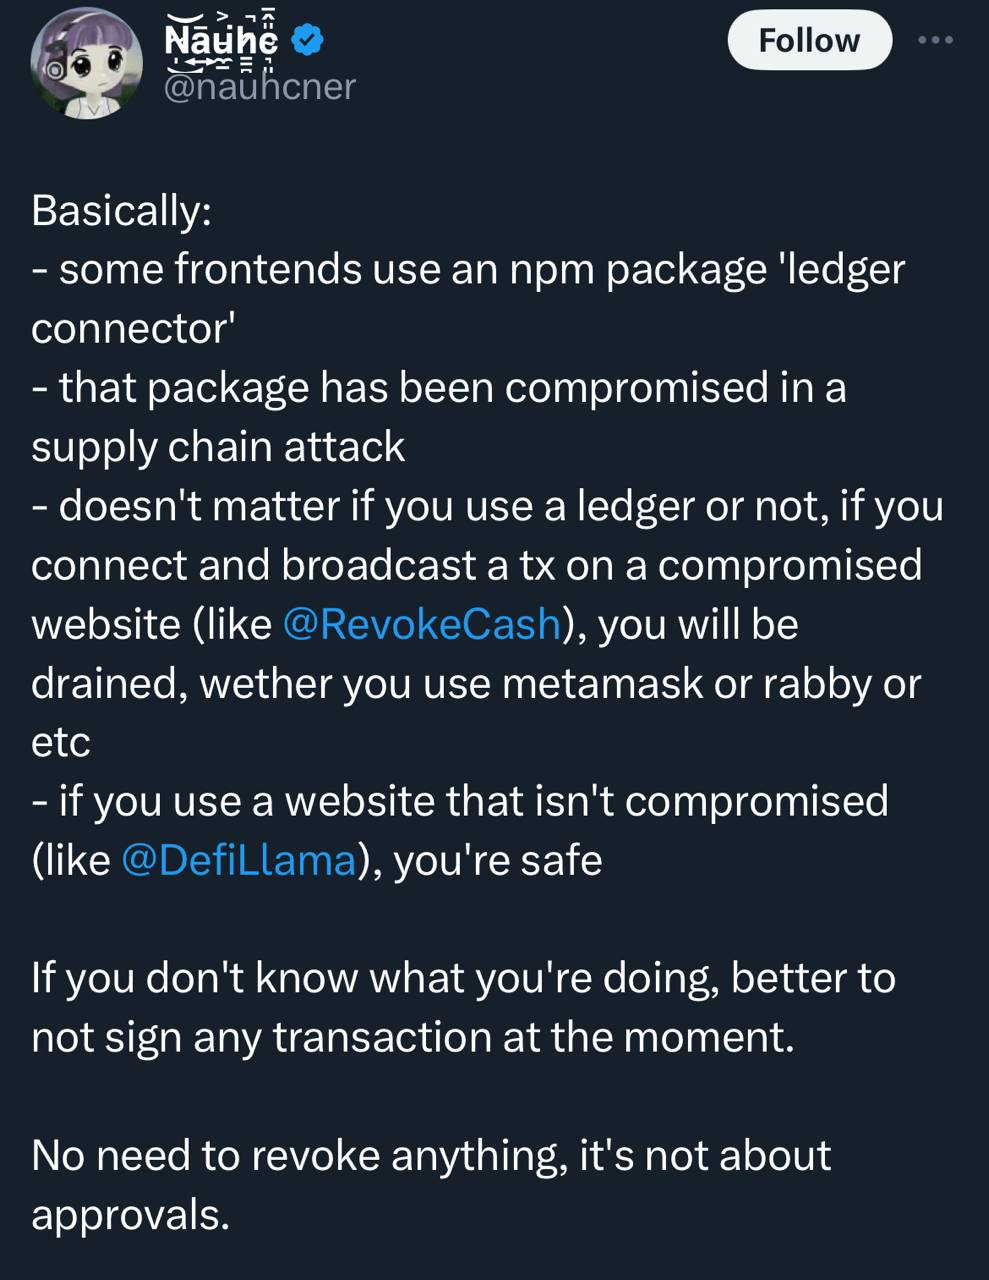 Nauhc
@nauhcner
Follow
Basically:
- some frontends use an npm package 'ledger
connector'
- that package has been compromised in a
supply chain attack
- doesn't matter if you use a ledger or not, if you
connect and broadcast a tx on a compromised
website (like @RevokeCash), you will be
drained, wether you use metamask or rabby or
etc
- if you use a website that isn't compromised
(like @DefiLlama), you're safe
If you don't know what you're doing, better to
not sign any transaction at the moment.
No need to revoke anything, it's not about
approvals.